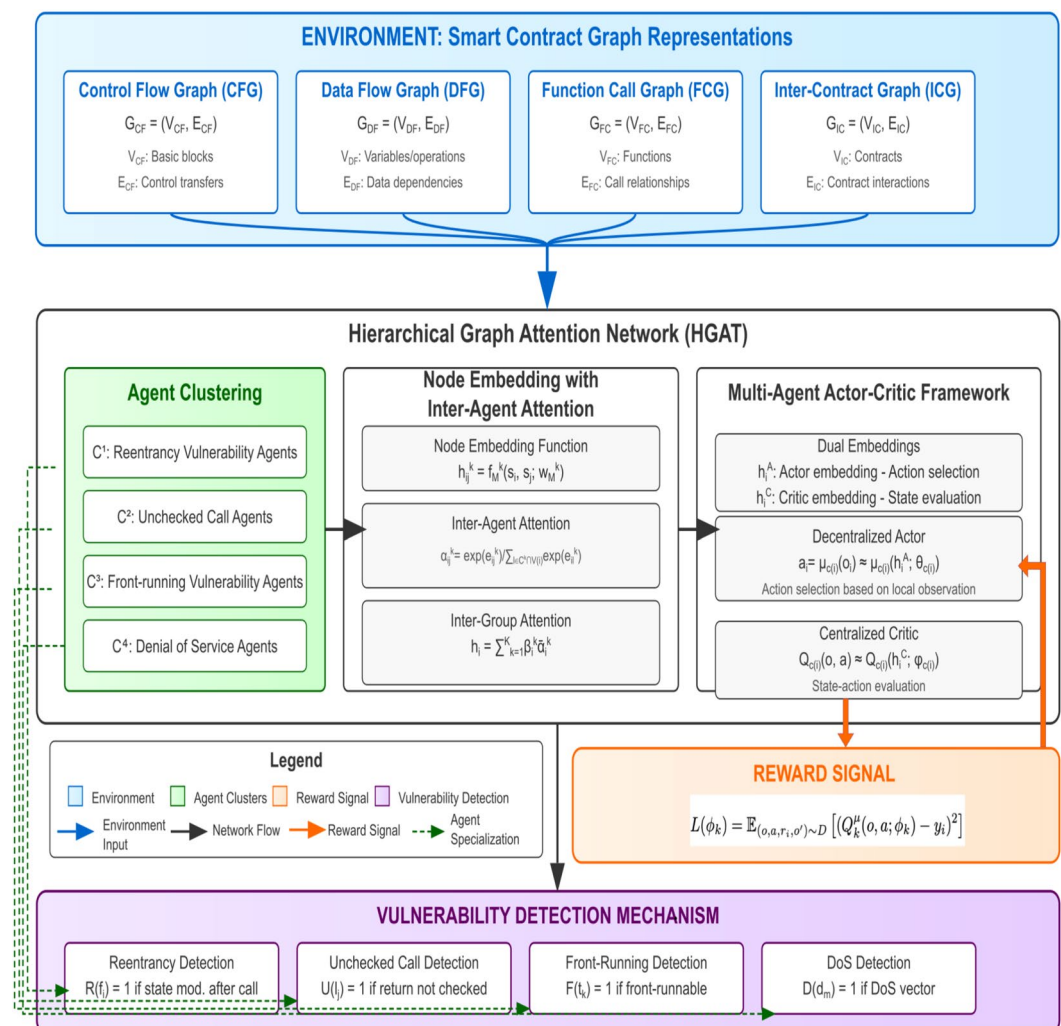 ENVIRONMENT: Smart Contract Graph Representations
Control Flow Graph (CFG)
G_CF = (V_CF, E_CF)
V_CF: Basic blocks
E_CF: Control transfers
Data Flow Graph (DFG)
G_DF = (V_DF, E_DF)
V_DF: Variables/operations
E_DF: Data dependencies
Function Call Graph (FCG)
G_FC = (V_FC, E_FC)
V_FC: Functions
E_FC: Call relationships
Inter-Contract Graph (ICG)
G_IC = (V_IC, E_IC)
V_IC: Contracts
E_IC: Contract interactions
Hierarchical Graph Attention Network (HGAT)
Agent Clustering
C¹: Reentrancy Vulnerability Agents
C²: Unchecked Call Agents
C³: Front-running Vulnerability Agents
C⁴: Denial of Service Agents
Node Embedding with
Inter-Agent Attention
Node Embedding Function
h_ij^k = f_M^k(s_i, s_j; w_M^k)
Inter-Agent Attention
α_ij^k = exp(e_ij^k)/∑_l∈C^k∩V(i) exp(e_il^k)
Inter-Group Attention
h_i = ∑^K_k=1 β_i^k α̃_i^k
Multi-Agent Actor-Critic Framework
Dual Embeddings
h_i^A: Actor embedding - Action selection
h_i^C: Critic embedding - State evaluation
Decentralized Actor
a_i= μ_c(i)(o_i) ≈ μ_c(i)(h_i^A; θ_c(i))
Action selection based on local observation
Centralized Critic
Q_c(i)(o, a) ≈ Q_c(i)(h_i^C; φ_c(i))
State-action evaluation
Legend
Environment
Agent Clusters
Reward Signal
Vulnerability Detection
Environment
Input
Network Flow
Reward Signal
Agent
Specialization
REWARD SIGNAL
L(ϕ_k) = 𝔼_(o,a,r_i,o′)∼D [(Q_k^μ(o, a; ϕ_k) − y_i)²]
VULNERABILITY DETECTION MECHANISM
Reentrancy Detection
R(f_i) = 1 if state mod. after call
Unchecked Call Detection
U(l_j) = 1 if return not checked
Front-Running Detection
F(t_k) = 1 if front-runnable
DoS Detection
D(d_m) = 1 if DoS vector